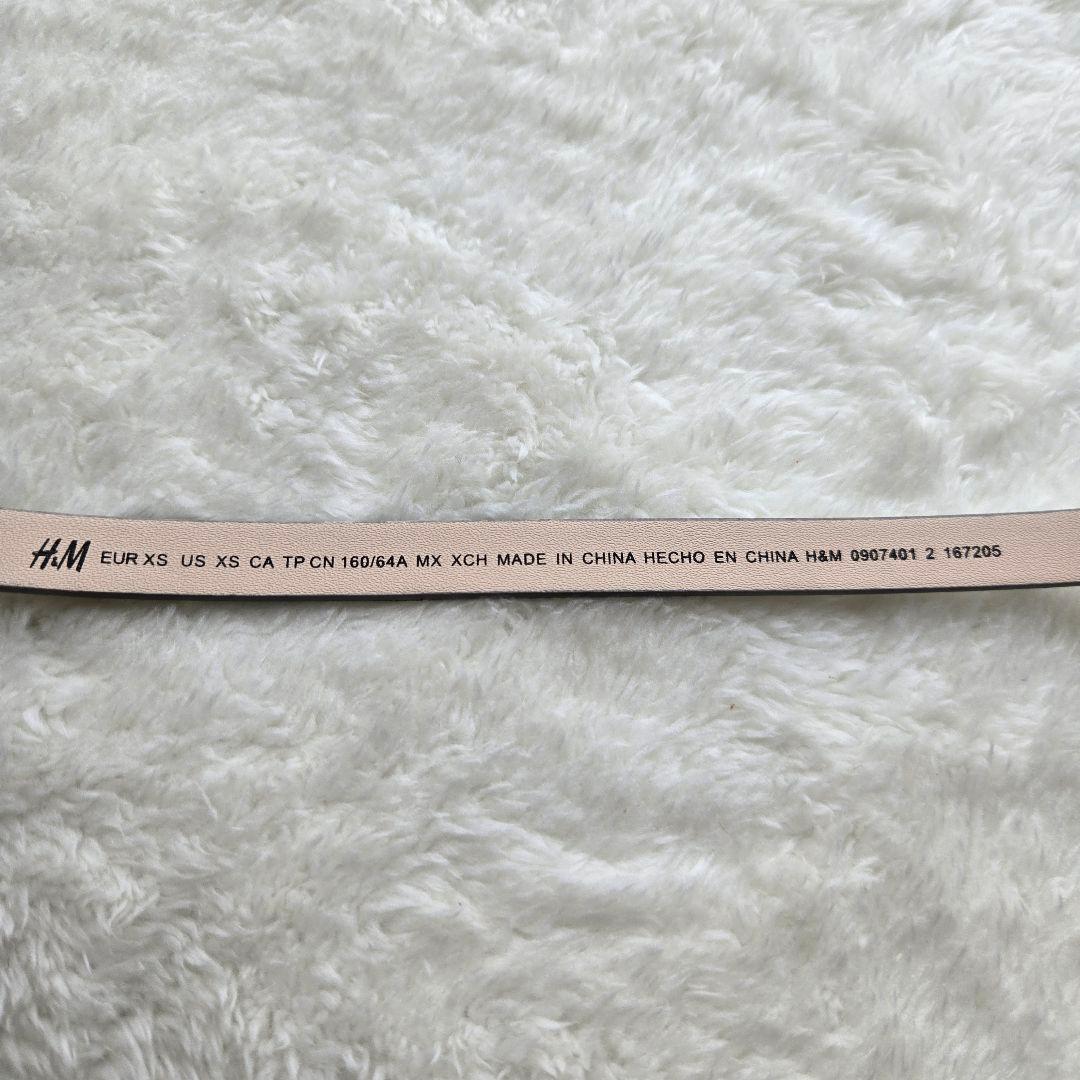 H&M EUR XS US XS CA TP CN 160/64A MX XCH MADE IN CHINA HECHO EN CHINA H&M 0907401 2 167205